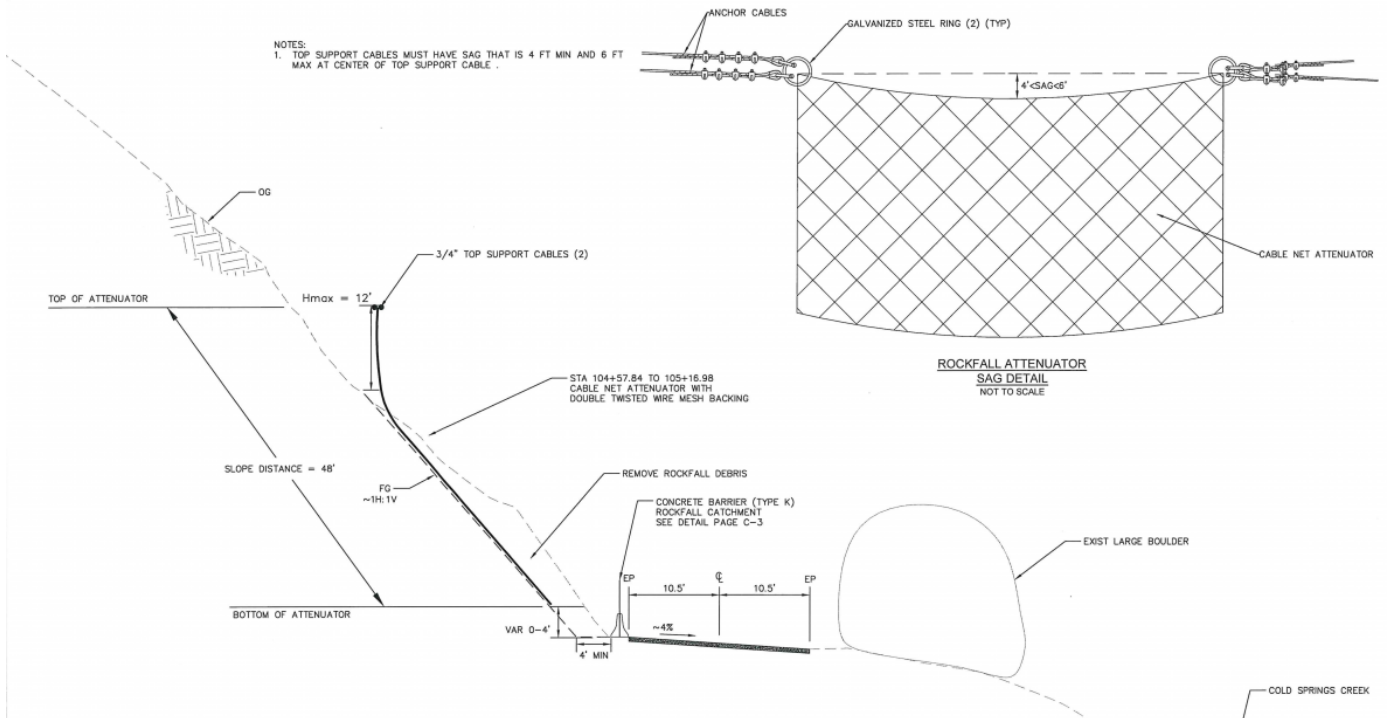 ANCHOR CABLES
GALVANIZED STEEL RING (2) (TYP)
NOTES:
1. TOP SUPPORT CABLES MUST HAVE SAG THAT IS 4 FT MIN AND 6 FT
MAX AT CENTER OF TOP SUPPORT CABLE .
4'<SAG<6'
OG
3/4" TOP SUPPORT CABLES (2)
CABLE NET ATTENUATOR
TOP OF ATTENUATOR
Hmax = 12'
ROCKFALL ATTENUATOR
SAG DETAIL
NOT TO SCALE
STA 104+57.84 TO 105+16.98
CABLE NET ATTENUATOR WITH
DOUBLE TWISTED WIRE MESH BACKING
SLOPE DISTANCE = 48'
REMOVE ROCKFALL DEBRIS
FG
~1H:1V
CONCRETE BARRIER (TYPE K)
ROCKFALL CATCHMENT
SEE DETAIL PAGE C-3
EXIST LARGE BOULDER
EP
℄
EP
10.5'
10.5'
BOTTOM OF ATTENUATOR
VAR 0-4'
~4%
4' MIN
COLD SPRINGS CREEK